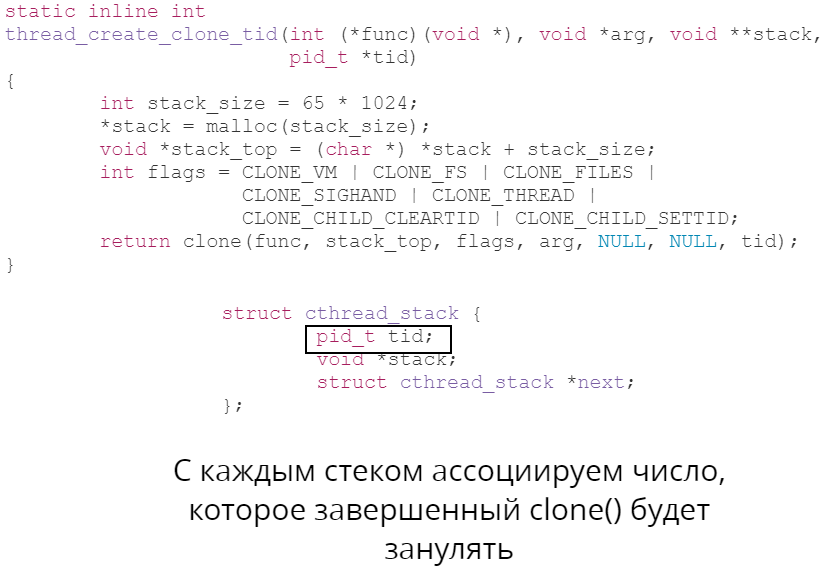 static inline int
thread_create_clone_tid(int (*func)(void *), void *arg, void **stack,
pid_t *tid)
{
int stack_size = 65 * 1024;
*stack = malloc(stack_size);
void *stack_top = (char *) *stack + stack_size;
int flags = CLONE_VM | CLONE_FS | CLONE_FILES |
CLONE_SIGHAND | CLONE_THREAD |
CLONE_CHILD_CLEARTID | CLONE_CHILD_SETTID;
return clone(func, stack_top, flags, arg, NULL, NULL, tid);
}
struct cthread_stack {
pid_t tid;
void *stack;
struct cthread_stack *next;
};
С каждым стеком ассоциируем число,
которое завершенный clone() будет
занулять